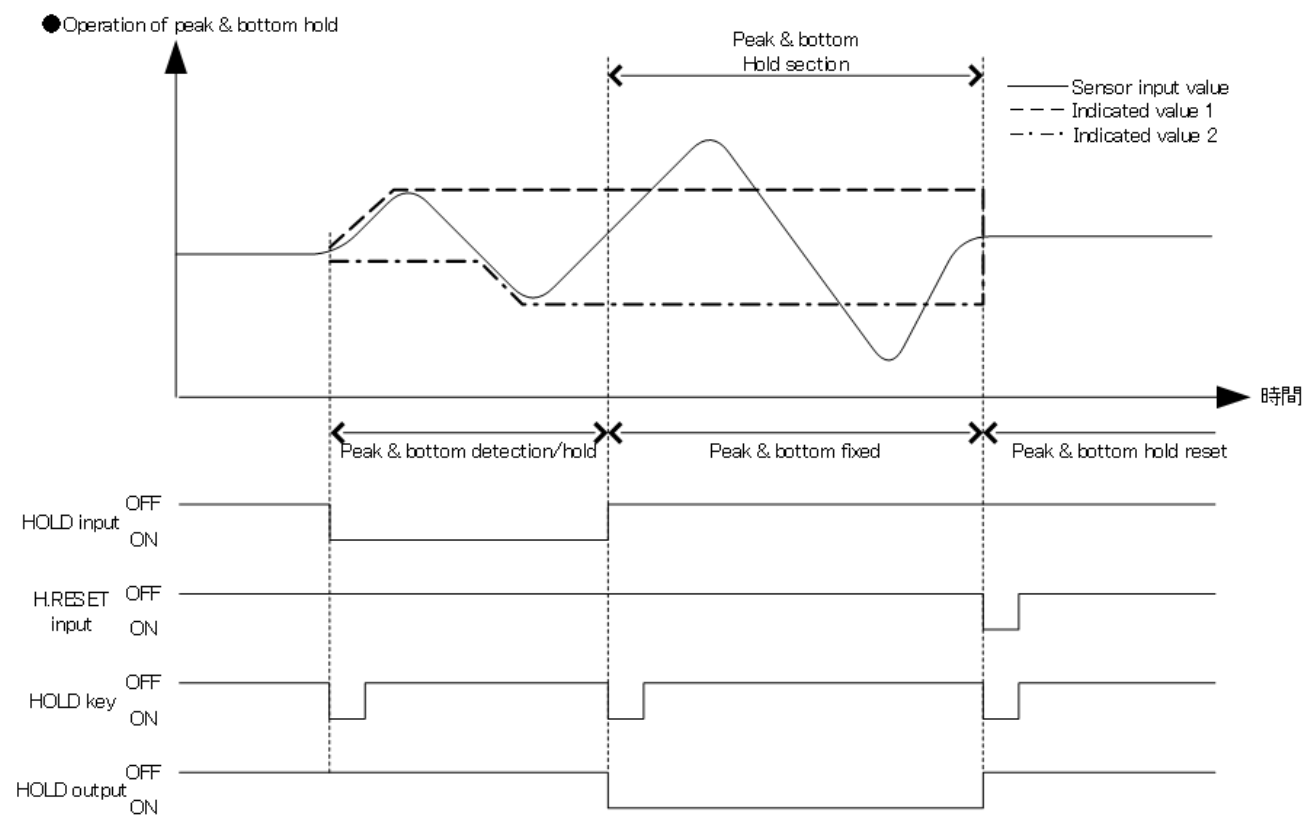 ●Operation of peak & bottom hold
Peak & bottom
Hold section
Sensor input value
Indicated value 1
Indicated value 2
時間
Peak & bottom detection/hold
Peak & bottom fixed
Peak & bottom hold reset
OFF
HOLD input
ON
OFF
H.RESET
input
ON
OFF
HOLD key
ON
OFF
HOLD output
ON